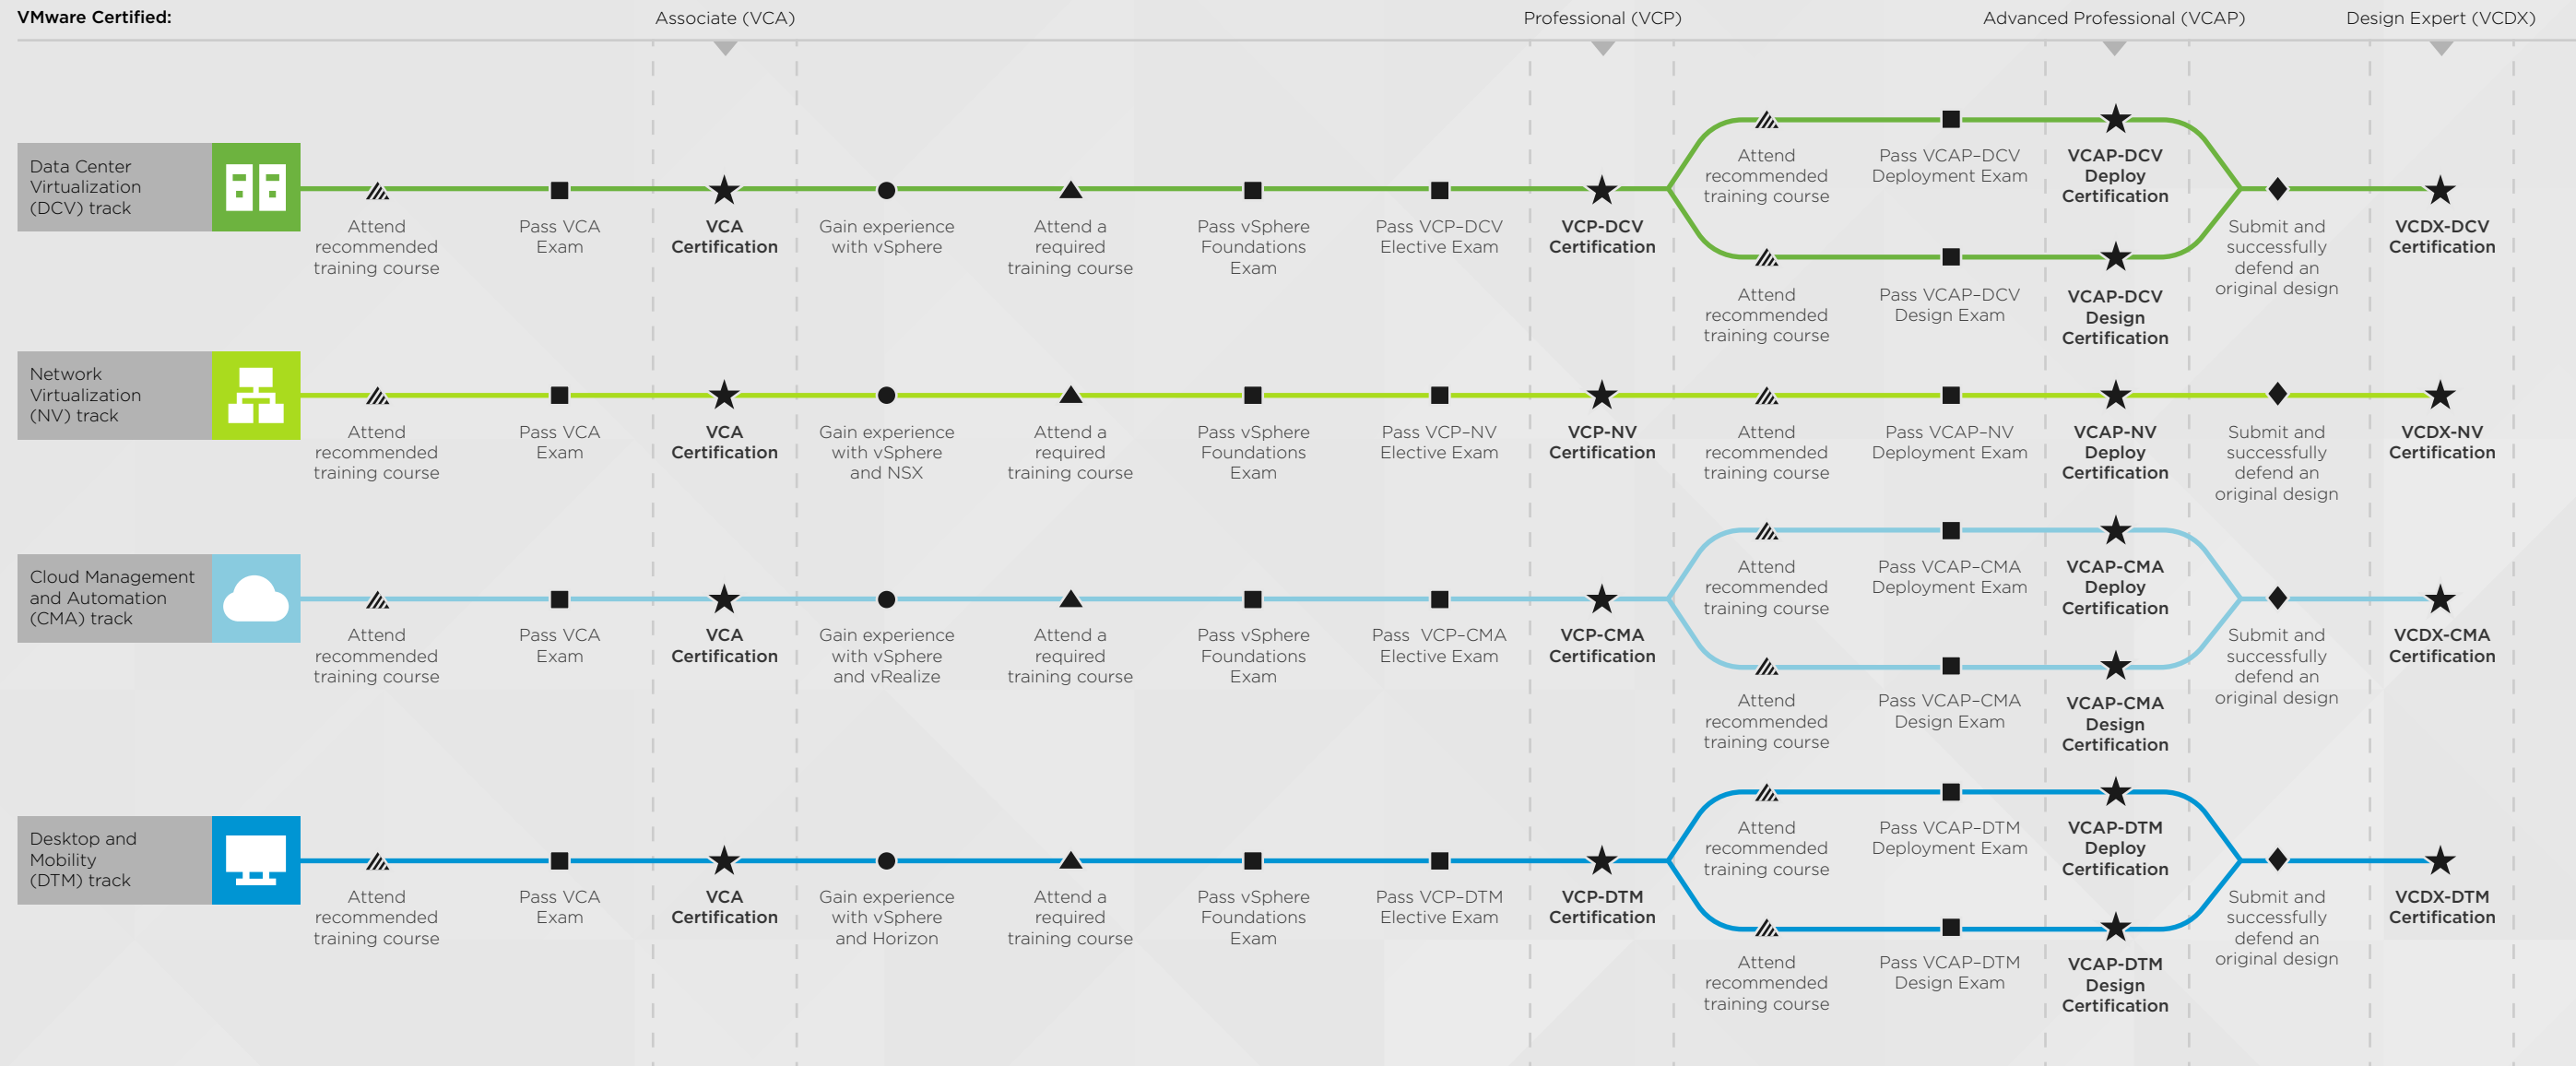 VMware Certified:
Associate (VCA)
Professional (VCP)
Advanced Professional (VCAP)
Design Expert (VCDX)
Data Center
Virtualization
(DCV) track
Attend
recommended
training course
Pass VCA
Exam
VCA
Certification
Gain experience
with vSphere
Attend a
required
training course
Pass vSphere
Foundations
Exam
Pass VCP–DCV
Elective Exam
VCP-DCV
Certification
Attend
recommended
training course
Pass VCAP–DCV
Deployment Exam
VCAP-DCV
Deploy
Certification
Attend
recommended
training course
Pass VCAP–DCV
Design Exam
VCAP-DCV
Design
Certification
Submit and
successfully
defend an
original design
VCDX-DCV
Certification
Network
Virtualization
(NV) track
Attend
recommended
training course
Pass VCA
Exam
VCA
Certification
Gain experience
with vSphere
and NSX
Attend a
required
training course
Pass vSphere
Foundations
Exam
Pass VCP–NV
Elective Exam
VCP-NV
Certification
Attend
recommended
training course
Pass VCAP–NV
Deployment Exam
VCAP-NV
Deploy
Certification
Submit and
successfully
defend an
original design
VCDX-NV
Certification
Cloud Management
and Automation
(CMA) track
Attend
recommended
training course
Pass VCA
Exam
VCA
Certification
Gain experience
with vSphere
and vRealize
Attend a
required
training course
Pass vSphere
Foundations
Exam
Pass  VCP–CMA
Elective Exam
VCP-CMA
Certification
Attend
recommended
training course
Pass VCAP–CMA
Deployment Exam
VCAP-CMA
Deploy
Certification
Attend
recommended
training course
Pass VCAP–CMA
Design Exam
VCAP-CMA
Design
Certification
Submit and
successfully
defend an
original design
VCDX-CMA
Certification
Desktop and
Mobility
(DTM) track
Attend
recommended
training course
Pass VCA
Exam
VCA
Certification
Gain experience
with vSphere
and Horizon
Attend a
required
training course
Pass vSphere
Foundations
Exam
Pass VCP–DTM
Elective Exam
VCP-DTM
Certification
Attend
recommended
training course
Pass VCAP–DTM
Deployment Exam
VCAP-DTM
Deploy
Certification
Attend
recommended
training course
Pass VCAP–DTM
Design Exam
VCAP-DTM
Design
Certification
Submit and
successfully
defend an
original design
VCDX-DTM
Certification